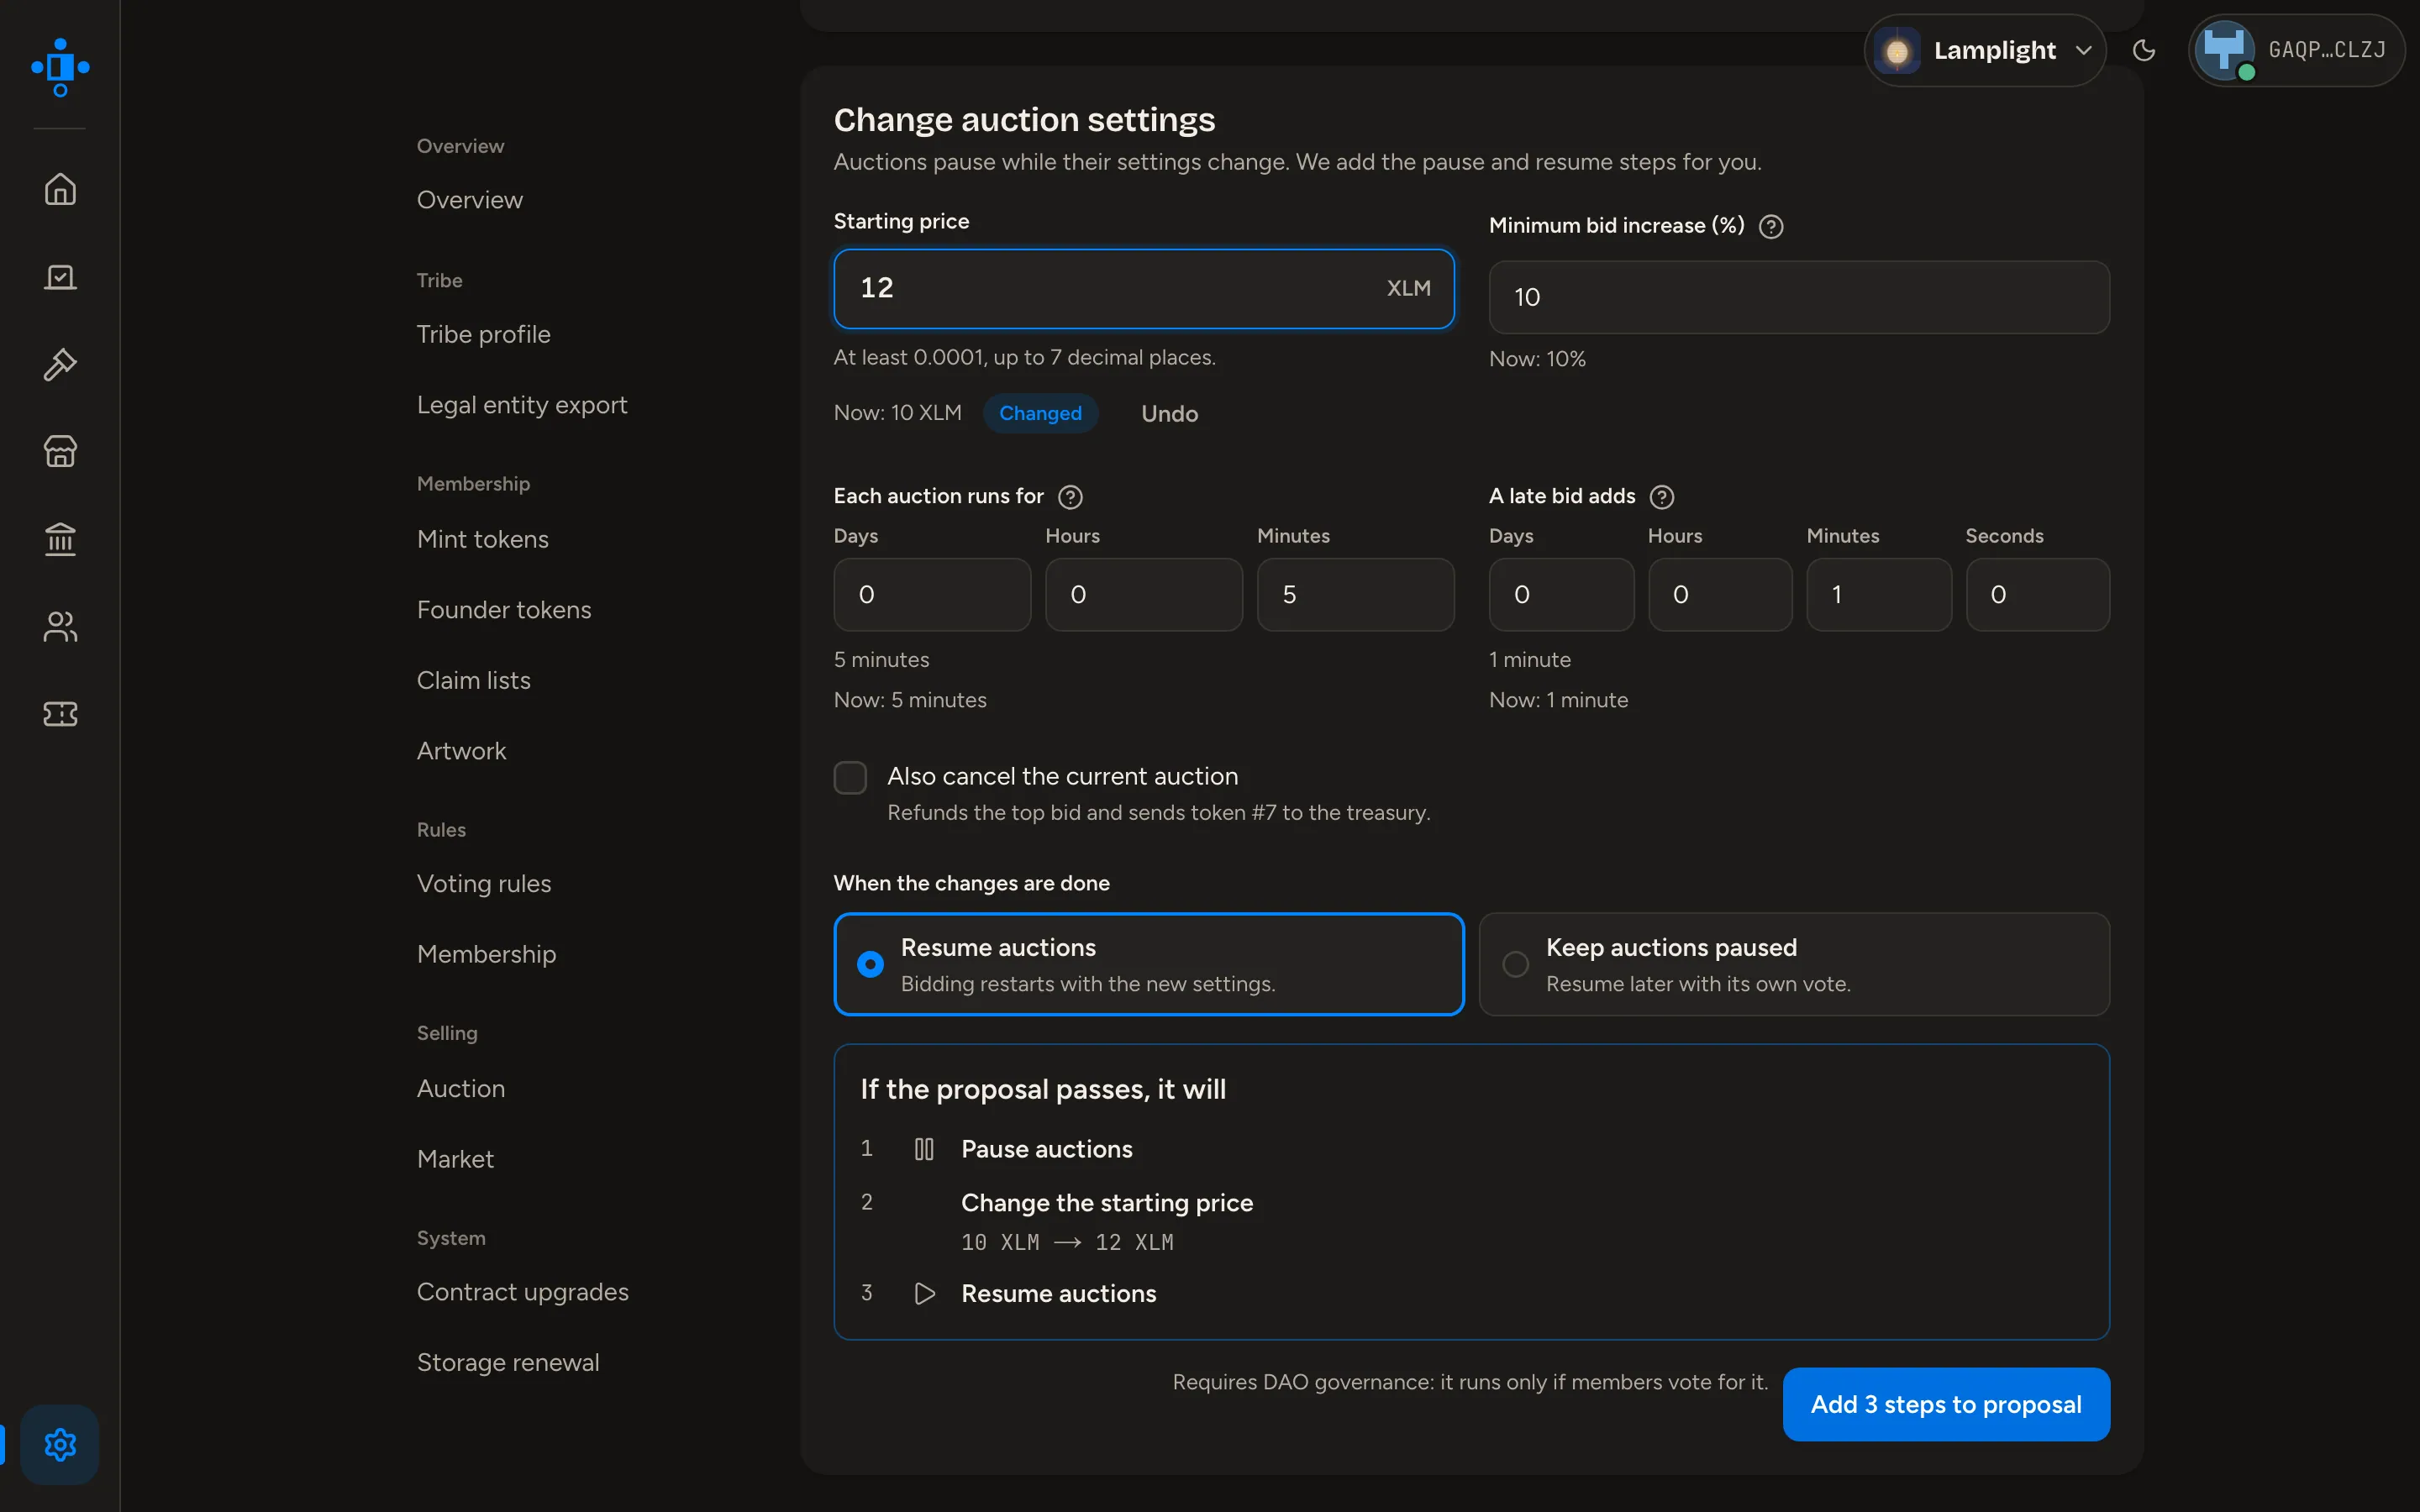 Lamplight
GAQP...CLZJ
Overview
Overview
Tribe
Tribe profile
Legal entity export
Membership
Mint tokens
Founder tokens
Claim lists
Artwork
Rules
Voting rules
Membership
Selling
Auction
Market
System
Contract upgrades
Storage renewal
Change auction settings
Auctions pause while their settings change. We add the pause and resume steps for you.
Starting price
12 XLM
At least 0.0001, up to 7 decimal places.
Now: 10 XLM Changed Undo
Minimum bid increase (%) ?
10
Now: 10%
Each auction runs for ?
Days Hours Minutes
0 0 5
5 minutes
Now: 5 minutes
A late bid adds ?
Days Hours Minutes Seconds
0 0 1 0
1 minute
Now: 1 minute
Also cancel the current auction
Refunds the top bid and sends token #7 to the treasury.
When the changes are done
Resume auctions
Bidding restarts with the new settings.
Keep auctions paused
Resume later with its own vote.
If the proposal passes, it will
1 Pause auctions
2 Change the starting price
10 XLM → 12 XLM
3 Resume auctions
Requires DAO governance: it runs only if members vote for it.
Add 3 steps to proposal